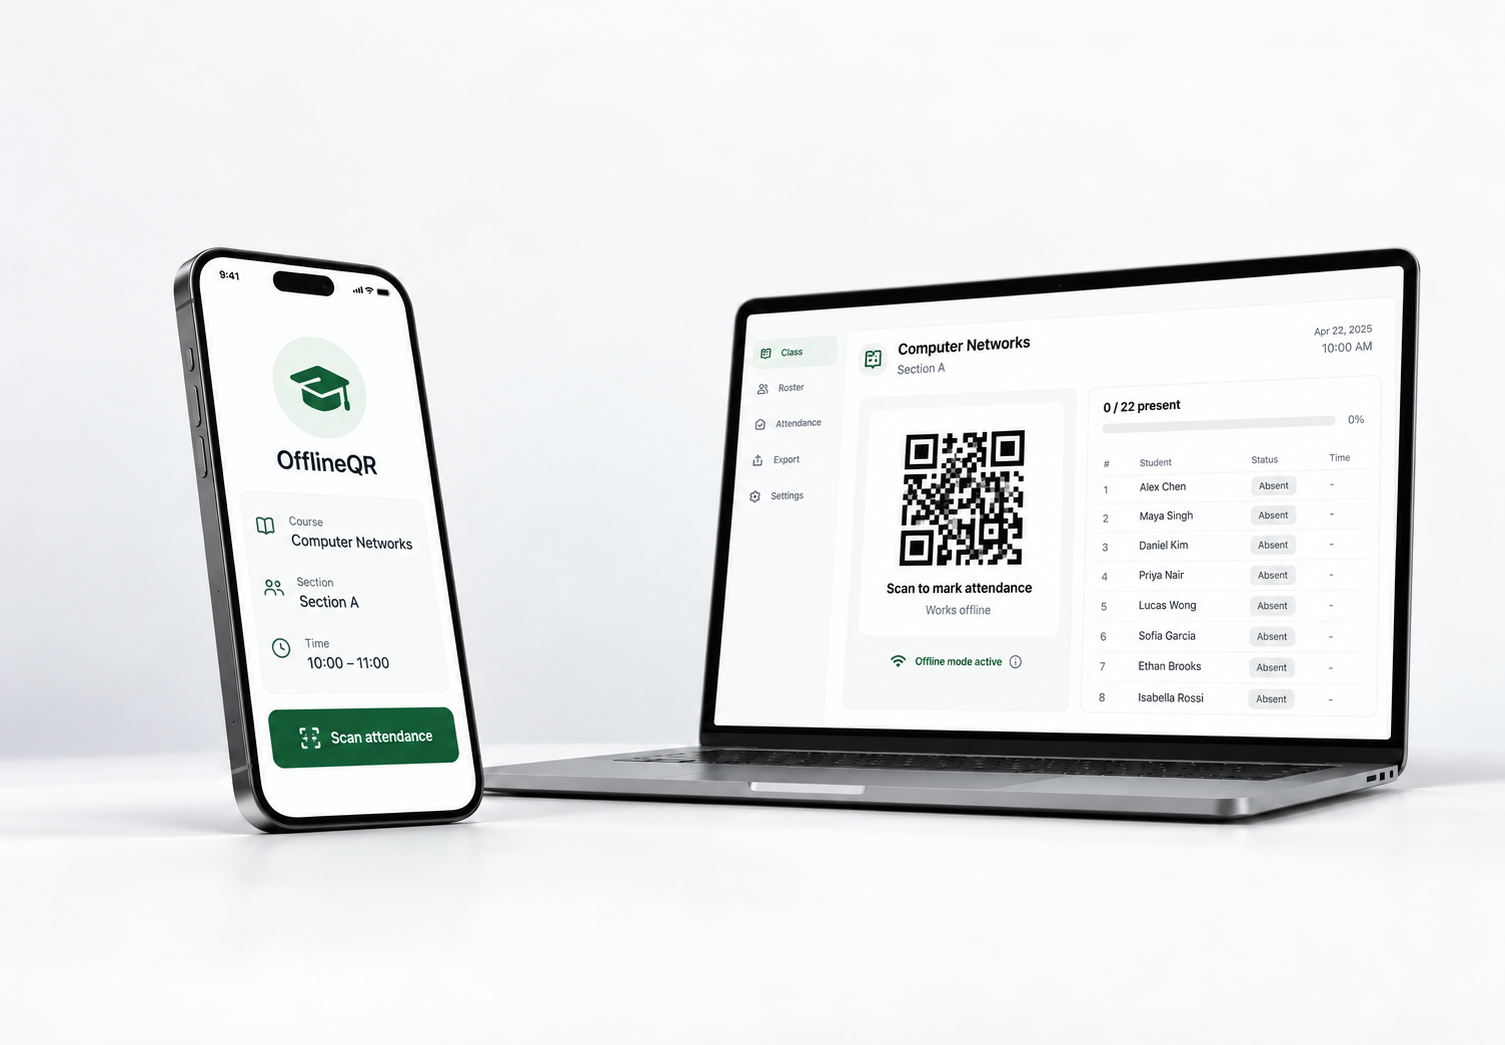 9:41
OfflineQR
Course
Computer Networks
Section
Section A
Time
10:00 – 11:00
Scan attendance
Class
Roster
Attendance
Export
Settings
Computer Networks
Section A
Apr 22, 2025
10:00 AM
Scan to mark attendance
Works offline
Offline mode active
0 / 22 present
0%
# Student Status Time
1 Alex Chen Absent -
2 Maya Singh Absent -
3 Daniel Kim Absent -
4 Priya Nair Absent -
5 Lucas Wong Absent -
6 Sofia Garcia Absent -
7 Ethan Brooks Absent -
8 Isabella Rossi Absent -